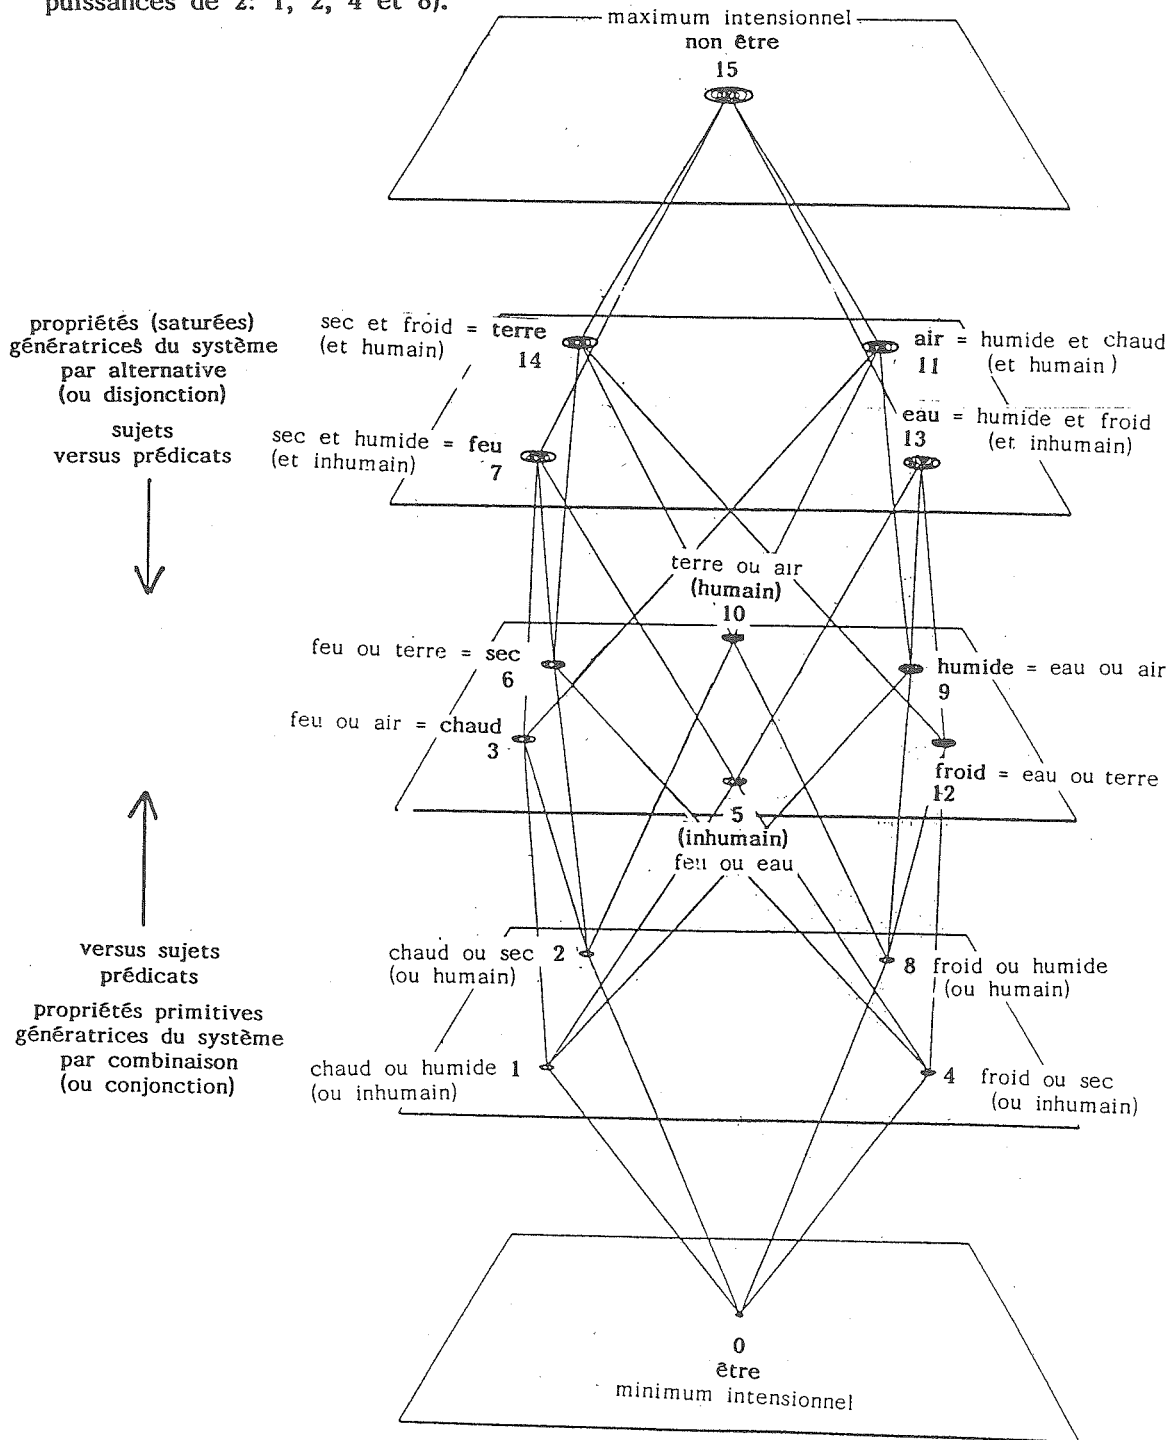 puissances de 2: 1, 2, 4 et 8).
maximum intensionnel
non être
15
propriétés (saturées)
génératrices du système
par alternative
(ou disjonction)
sujets
versus prédicats
sec et froid = terre
(et humain)
14
air = humide et chaud
11 (et humain)
sec et humide = feu
(et inhumain)
7
eau = humide et froid
13 (et inhumain)
terre ou air
(humain)
10
feu ou terre = sec
6
humide = eau ou air
9
feu ou air = chaud
3
froid = eau ou terre
12
5
(inhumain)
feu ou eau
versus sujets
prédicats
propriétés primitives
génératrices du système
par combinaison
(ou conjonction)
chaud ou sec 2
(ou humain)
8 froid ou humide
(ou humain)
chaud ou humide 1
(ou inhumain)
4 froid ou sec
(ou inhumain)
0
être
minimum intensionnel